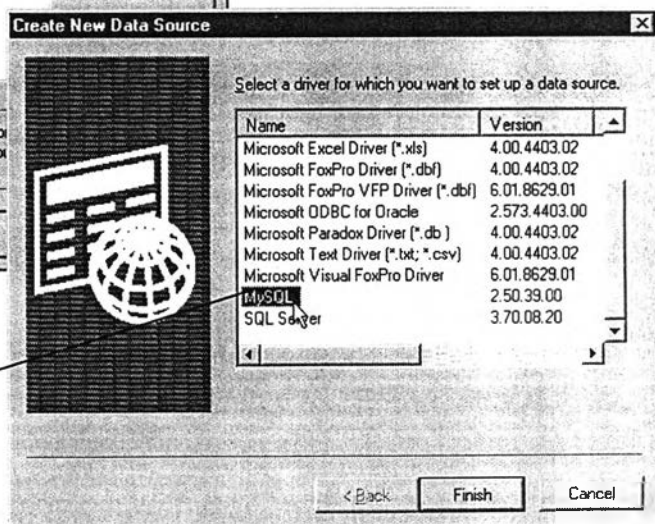 Create New Data Source
Select a driver for which you want to set up a data source.
Name Version
Microsoft Excel Driver (*.xls) 4.00.4403.02
Microsoft FoxPro Driver (*.dbf) 4.00.4403.02
Microsoft FoxPro VFP Driver (*.dbf) 6.01.8629.01
Microsoft ODBC for Oracle 2.573.4403.00
Microsoft Paradox Driver (*.db ) 4.00.4403.02
Microsoft Text Driver (*.txt; *.csv) 4.00.4403.02
Microsoft Visual FoxPro Driver 6.01.8629.01
MySQL 2.50.39.00
SQL Server 3.70.08.20
< Back Finish Cancel